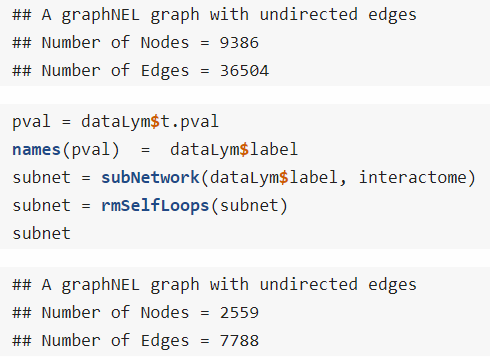 ## A graphNEL graph with undirected edges
## Number of Nodes = 9386
## Number of Edges = 36504
pval = dataLym$t.pval
names(pval)  =  dataLym$label
subnet = subNetwork(dataLym$label, interactome)
subnet = rmSelfLoops(subnet)
subnet
## A graphNEL graph with undirected edges
## Number of Nodes = 2559
## Number of Edges = 7788